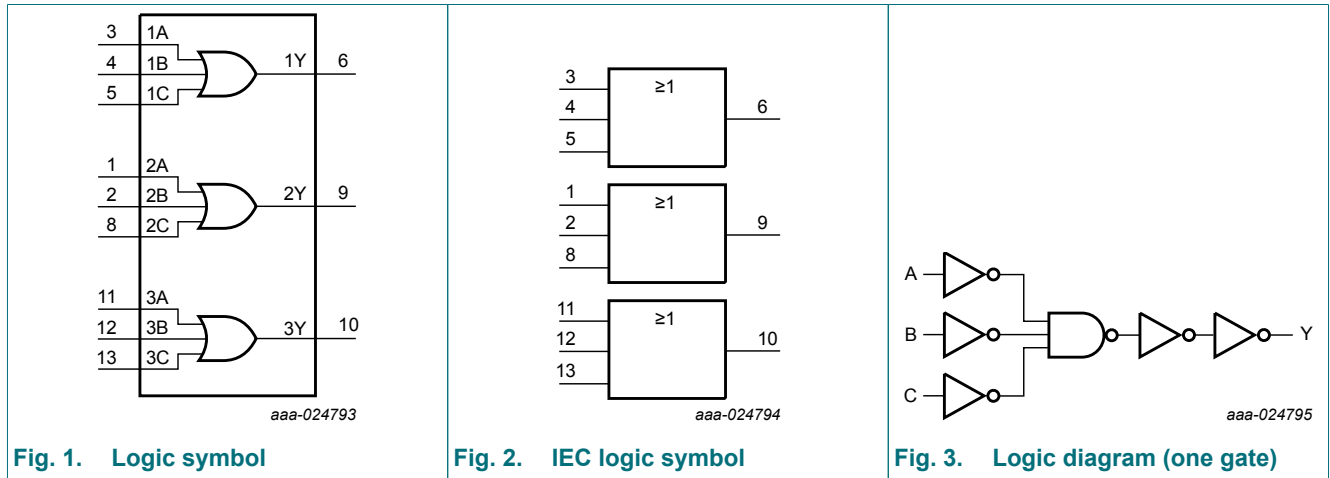 3 1A
4 1B 1Y 6
5 1C
1 2A
2 2B 2Y 9
8 2C
11 3A
12 3B 3Y 10
13 3C
aaa-024793
Fig. 1. Logic symbol
3 ≥1
4 6
5
1 ≥1
2 9
8
11 ≥1
12 10
13
aaa-024794
Fig. 2. IEC logic symbol
A
B Y
C
aaa-024795
Fig. 3. Logic diagram (one gate)